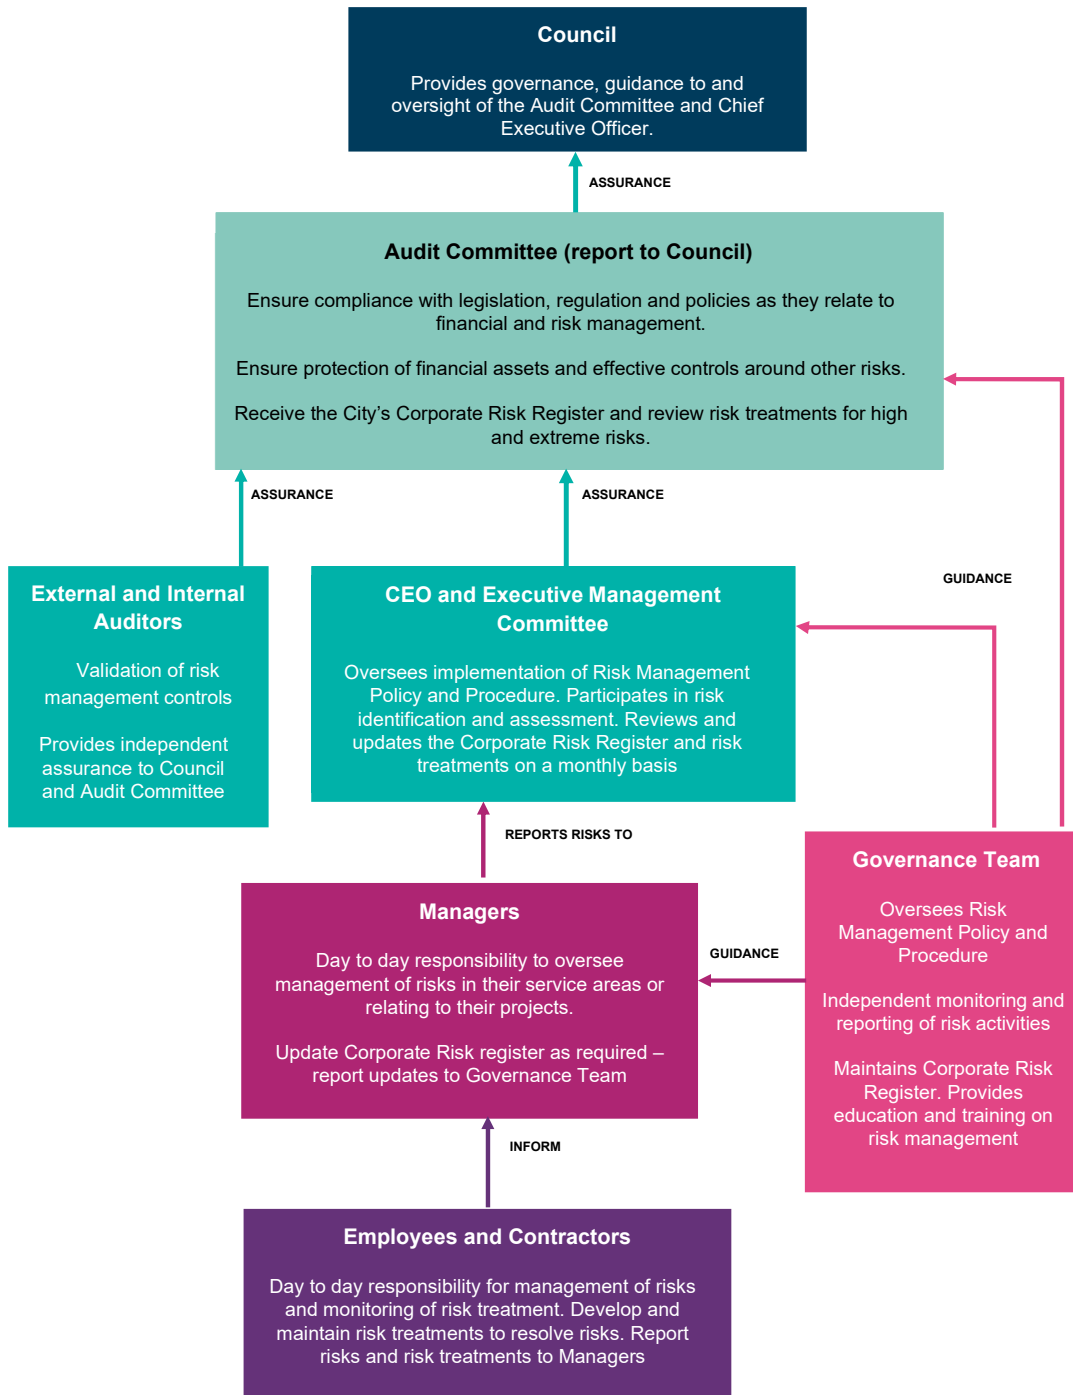 Council
Provides governance, guidance to and
oversight of the Audit Committee and Chief
Executive Officer.
ASSURANCE
Audit Committee (report to Council)
Ensure compliance with legislation, regulation and policies as they relate to
financial and risk management.
Ensure protection of financial assets and effective controls around other risks.
Receive the City’s Corporate Risk Register and review risk treatments for high
and extreme risks.
ASSURANCE
ASSURANCE
GUIDANCE
External and Internal
Auditors
Validation of risk
management controls
Provides independent
assurance to Council
and Audit Committee
CEO and Executive Management
Committee
Oversees implementation of Risk Management
Policy and Procedure. Participates in risk
identification and assessment. Reviews and
updates the Corporate Risk Register and risk
treatments on a monthly basis
REPORTS RISKS TO
Managers
Day to day responsibility to oversee
management of risks in their service areas or
relating to their projects.
Update Corporate Risk register as required –
report updates to Governance Team
GUIDANCE
Governance Team
Oversees Risk
Management Policy and
Procedure
Independent monitoring and
reporting of risk activities
Maintains Corporate Risk
Register. Provides
education and training on
risk management
INFORM
Employees and Contractors
Day to day responsibility for management of risks
and monitoring of risk treatment. Develop and
maintain risk treatments to resolve risks. Report
risks and risk treatments to Managers